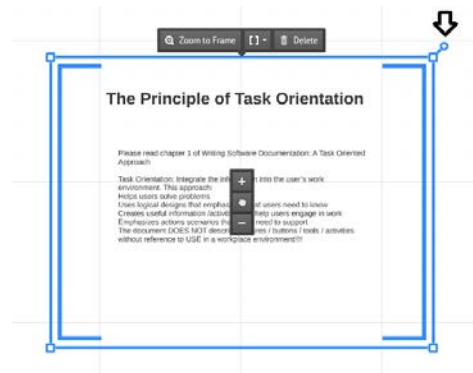 Zoom to Frame [ ] Delete
The Principle of Task Orientation
Please read chapter 1 of Writing Software Documentation: A Task Oriented
Approach
Task Orientation: Integrate the into the user's work
environment. This approach
Helps users solve problems
Uses logical designs that users need to know
Creates useful information help users engage in work
Emphasizes actions scenarios need to support
The document DOES NOT / buttons / tools / activities
without reference to USE in a workplace environment!!!